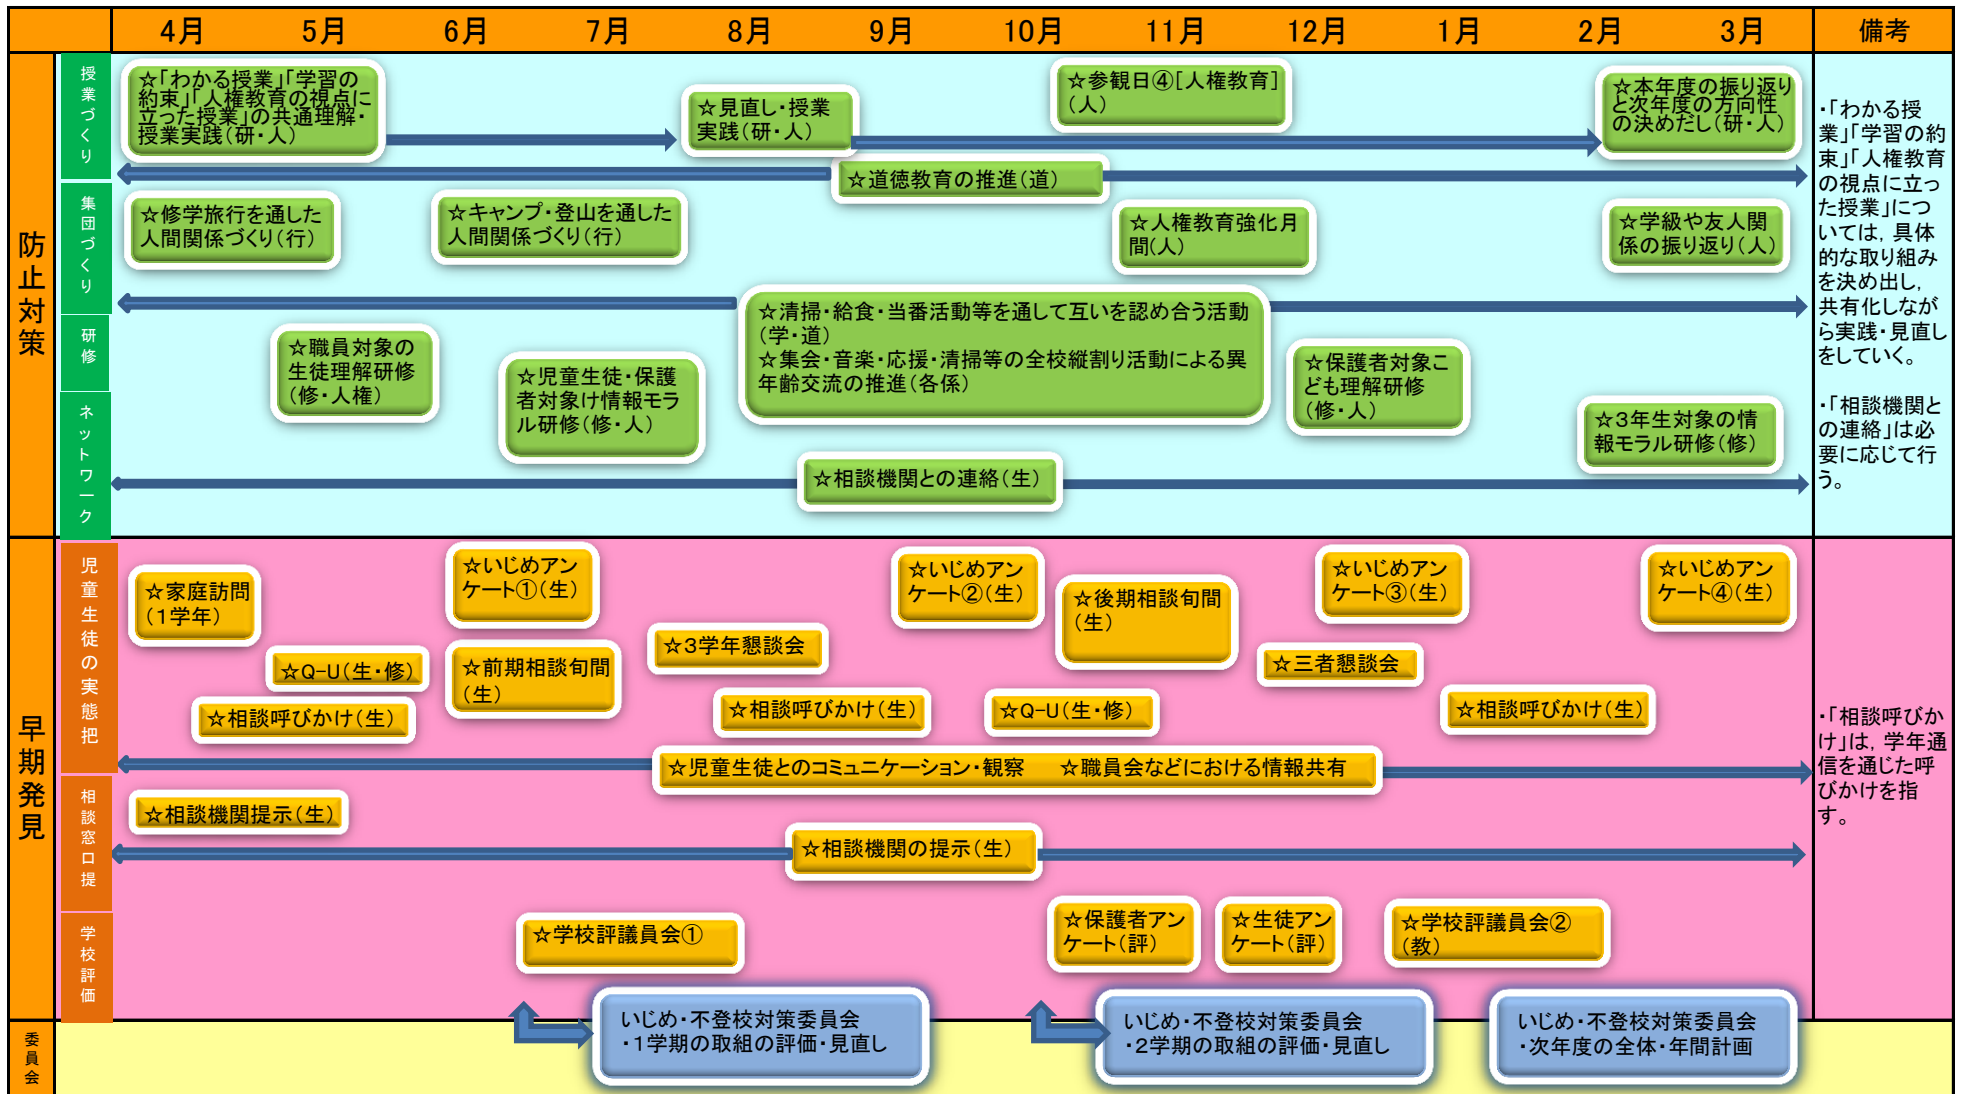 4月 5月 6月 7月 8月 9月 10月 11月 12月 1月 2月 3月 備考
防止対策
授業づくり
☆「わかる授業」「学習の
約束」「人権教育の視点に
立った授業」の共通理解・
授業実践(研・人)
☆見直し・授業
実践(研・人)
☆参観日④[人権教育]
(人)
☆本年度の振り返り
と次年度の方向性
の決めだし(研・人)
☆道徳教育の推進(道)
集団づくり
☆修学旅行を通した
人間関係づくり(行)
☆キャンプ・登山を通した
人間関係づくり(行)
☆人権教育強化月
間(人)
☆学級や友人関
係の振り返り(人)
☆清掃・給食・当番活動等を通して互いを認め合う活動
(学・道)
☆集会・音楽・応援・清掃等の全校縦割り活動による異
年齢交流の推進(各係)
研修
☆職員対象の
生徒理解研修
(修・人権)
☆児童生徒・保護
者対象け情報モラ
ル研修(修・人)
☆保護者対象こ
ども理解研修
(修・人)
☆3年生対象の情
報モラル研修(修)
ネットワーク
☆相談機関との連絡(生)
・「わかる授
業」「学習の約
束」「人権教育
の視点に立っ
た授業」につ
いては，具体
的な取り組み
を決め出し，
共有化しなが
ら実践・見直し
をしていく。
・「相談機関と
の連絡」は必
要に応じて行
う。
早期発見
児童生徒の実態把
☆家庭訪問
(1学年)
☆いじめアン
ケート①(生)
☆いじめアン
ケート②(生)
☆後期相談旬間
(生)
☆いじめアン
ケート③(生)
☆いじめアン
ケート④(生)
☆Q-U(生・修)
☆前期相談旬間
(生)
☆3学年懇談会
☆三者懇談会
☆相談呼びかけ(生)
☆相談呼びかけ(生)
☆Q-U(生・修)
☆相談呼びかけ(生)
☆児童生徒とのコミュニケーション・観察 ☆職員会などにおける情報共有
相談窓口提
☆相談機関提示(生)
☆相談機関の提示(生)
学校評価
☆学校評議員会①
☆保護者アン
ケート(評)
☆生徒アン
ケート(評)
☆学校評議員会②
(教)
・「相談呼びか
け」は，学年通
信を通じた呼
びかけを指
す。
委員会
いじめ・不登校対策委員会
・1学期の取組の評価・見直し
いじめ・不登校対策委員会
・2学期の取組の評価・見直し
いじめ・不登校対策委員会
・次年度の全体・年間計画